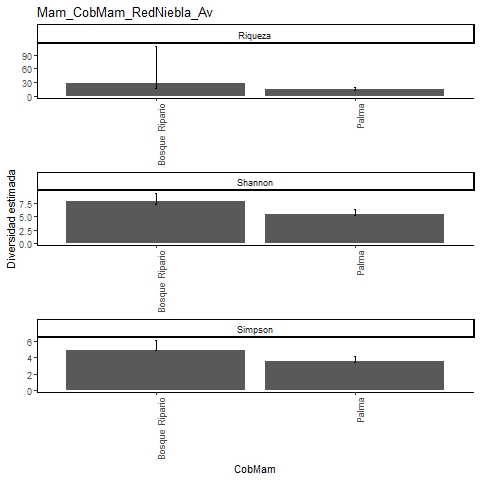 Mam_CobMam_RedNiebla_Av
Riqueza
90
60
30
0
Bosque Ripario
Palma
Diversidad estimada
Shannon
7.5
5.0
2.5
0.0
Bosque Ripario
Palma
Simpson
6
4
2
0
Bosque Ripario
Palma
CobMam